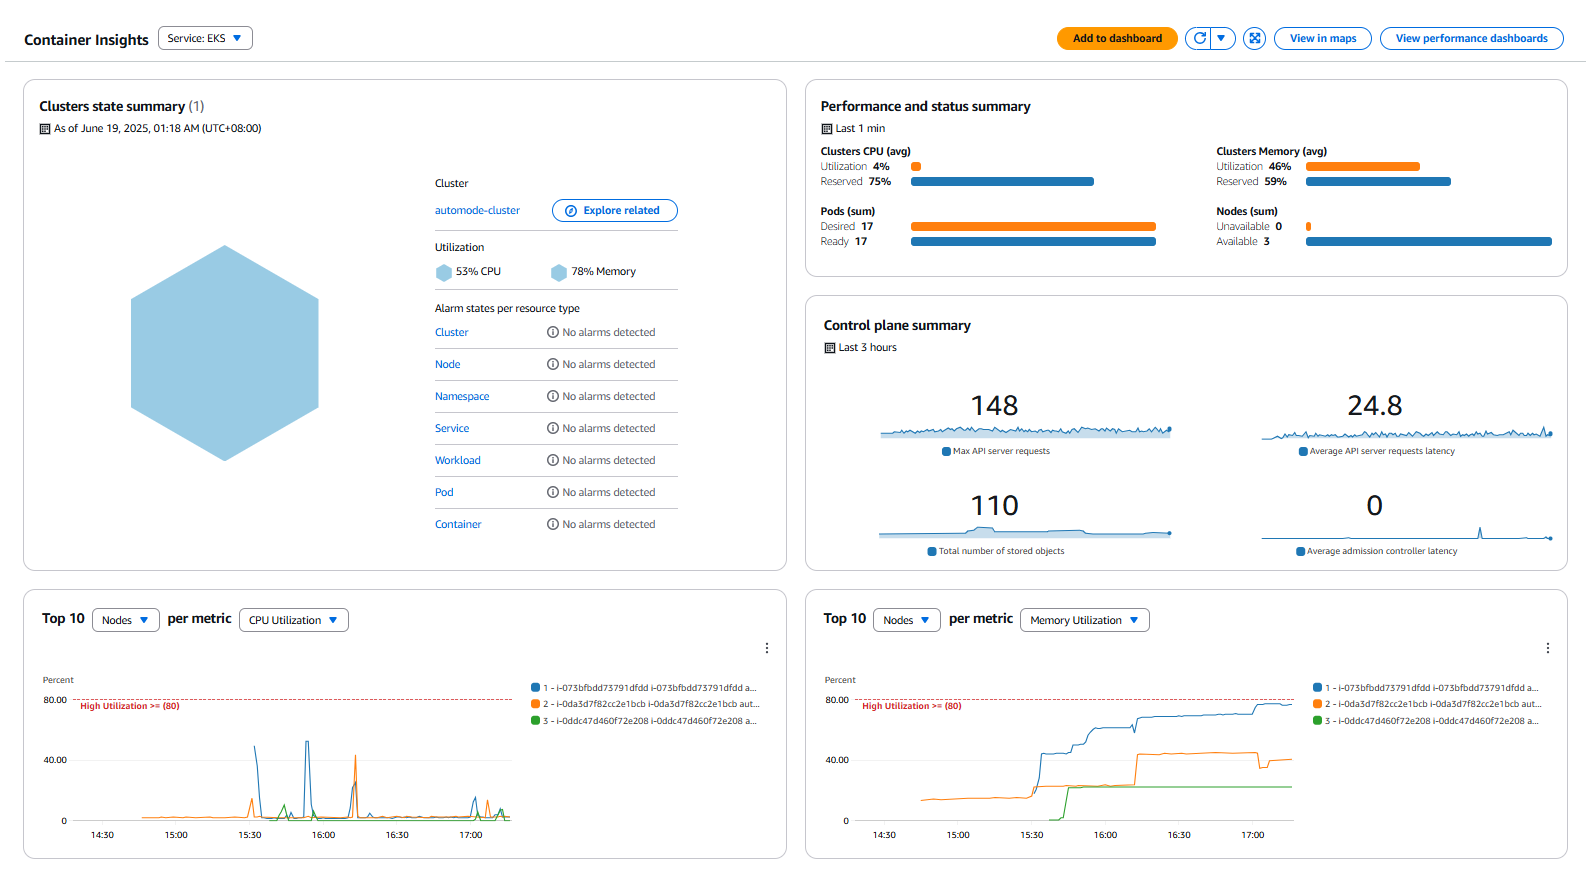 Container Insights
Service: EKS
Add to dashboard
View in maps
View performance dashboards
Clusters state summary (1)
As of June 19, 2025, 01:18 AM (UTC+08:00)
Cluster
automode-cluster
Explore related
Utilization
53% CPU
78% Memory
Alarm states per resource type
Cluster No alarms detected
Node No alarms detected
Namespace No alarms detected
Service No alarms detected
Workload No alarms detected
Pod No alarms detected
Container No alarms detected
Performance and status summary
Last 1 min
Clusters CPU (avg)
Utilization 4%
Reserved 75%
Clusters Memory (avg)
Utilization 46%
Reserved 59%
Pods (sum)
Desired 17
Ready 17
Nodes (sum)
Unavailable 0
Available 3
Control plane summary
Last 3 hours
148
Max API server requests
24.8
Average API server requests latency
110
Total number of stored objects
0
Average admission controller latency
Top 10 Nodes per metric CPU Utilization
Percent
80.00
High Utilization >= (80)
40.00
0
14:30 15:00 15:30 16:00 16:30 17:00
1 - i-073bfbdd73791dfdd i-073bfbdd73791dfdd a...
2 - i-0da3d7f82cc2e1bcb i-0da3d7f82cc2e1bcb aut...
3 - i-0ddc47d460f72e208 i-0ddc47d460f72e208 a...
Top 10 Nodes per metric Memory Utilization
Percent
80.00
High Utilization >= (80)
40.00
0
14:30 15:00 15:30 16:00 16:30 17:00
1 - i-073bfbdd73791dfdd i-073bfbdd73791dfdd a...
2 - i-0da3d7f82cc2e1bcb i-0da3d7f82cc2e1bcb aut...
3 - i-0ddc47d460f72e208 i-0ddc47d460f72e208 a...